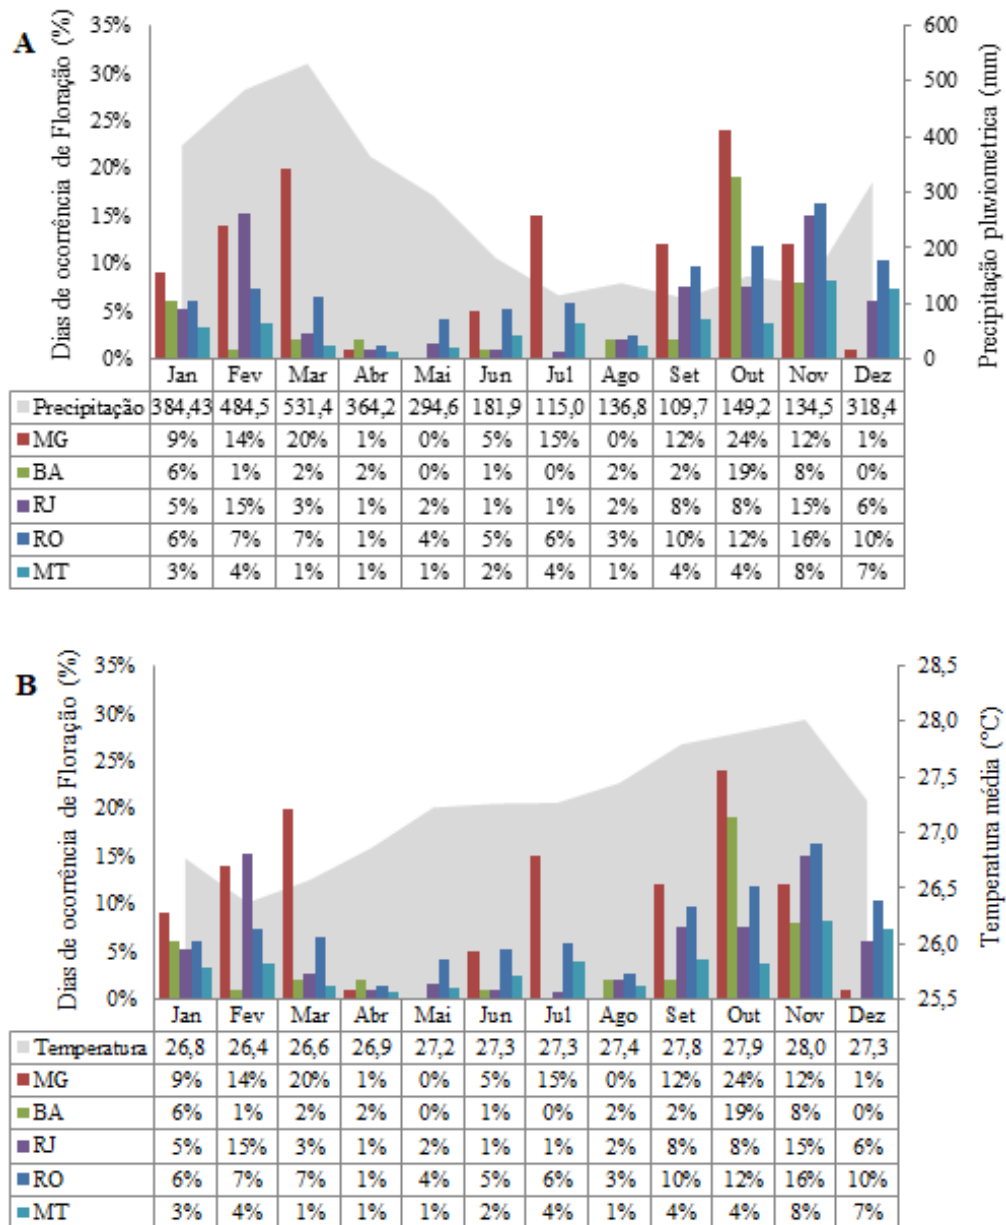 A
Dias de ocorrência de Floração (%)
35%
30%
25%
20%
15%
10%
5%
0%
600
500
400
300
200
100
0
Precipitação pluviometrica (mm)
Jan Fev Mar Abr Mai Jun Jul Ago Set Out Nov Dez
Precipitação 384,43 484,5 531,4 364,2 294,6 181,9 115,0 136,8 109,7 149,2 134,5 318,4
MG 9% 14% 20% 1% 0% 5% 15% 0% 12% 24% 12% 1%
BA 6% 1% 2% 2% 0% 1% 0% 2% 2% 19% 8% 0%
RJ 5% 15% 3% 1% 2% 1% 1% 2% 8% 8% 15% 6%
RO 6% 7% 7% 1% 4% 5% 6% 3% 10% 12% 16% 10%
MT 3% 4% 1% 1% 1% 2% 4% 1% 4% 4% 8% 7%
B
Dias de ocorrência de Floração (%)
35%
30%
25%
20%
15%
10%
5%
0%
28,5
28,0
27,5
27,0
26,5
26,0
25,5
Temperatura média (°C)
Jan Fev Mar Abr Mai Jun Jul Ago Set Out Nov Dez
Temperatura 26,8 26,4 26,6 26,9 27,2 27,3 27,3 27,4 27,8 27,9 28,0 27,3
MG 9% 14% 20% 1% 0% 5% 15% 0% 12% 24% 12% 1%
BA 6% 1% 2% 2% 0% 1% 0% 2% 2% 19% 8% 0%
RJ 5% 15% 3% 1% 2% 1% 1% 2% 8% 8% 15% 6%
RO 6% 7% 7% 1% 4% 5% 6% 3% 10% 12% 16% 10%
MT 3% 4% 1% 1% 1% 2% 4% 1% 4% 4% 8% 7%